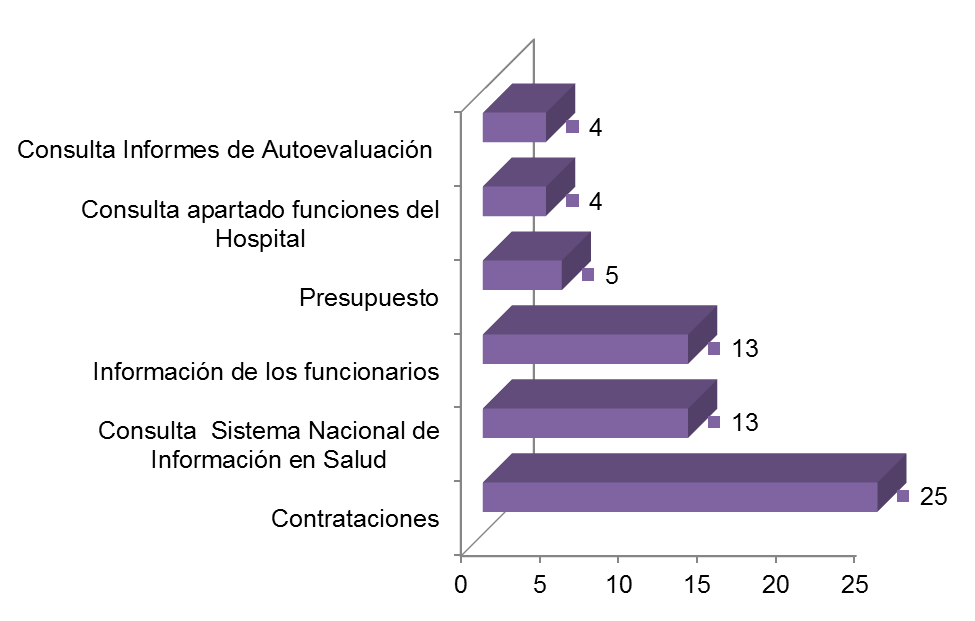 4
Consulta Informes de Autoevaluación
4
Consulta apartado funciones del
Hospital
5
Presupuesto
13
Información de los funcionarios
13
Consulta  Sistema Nacional de
Información en Salud
25
Contrataciones
0 5 10 15 20 25